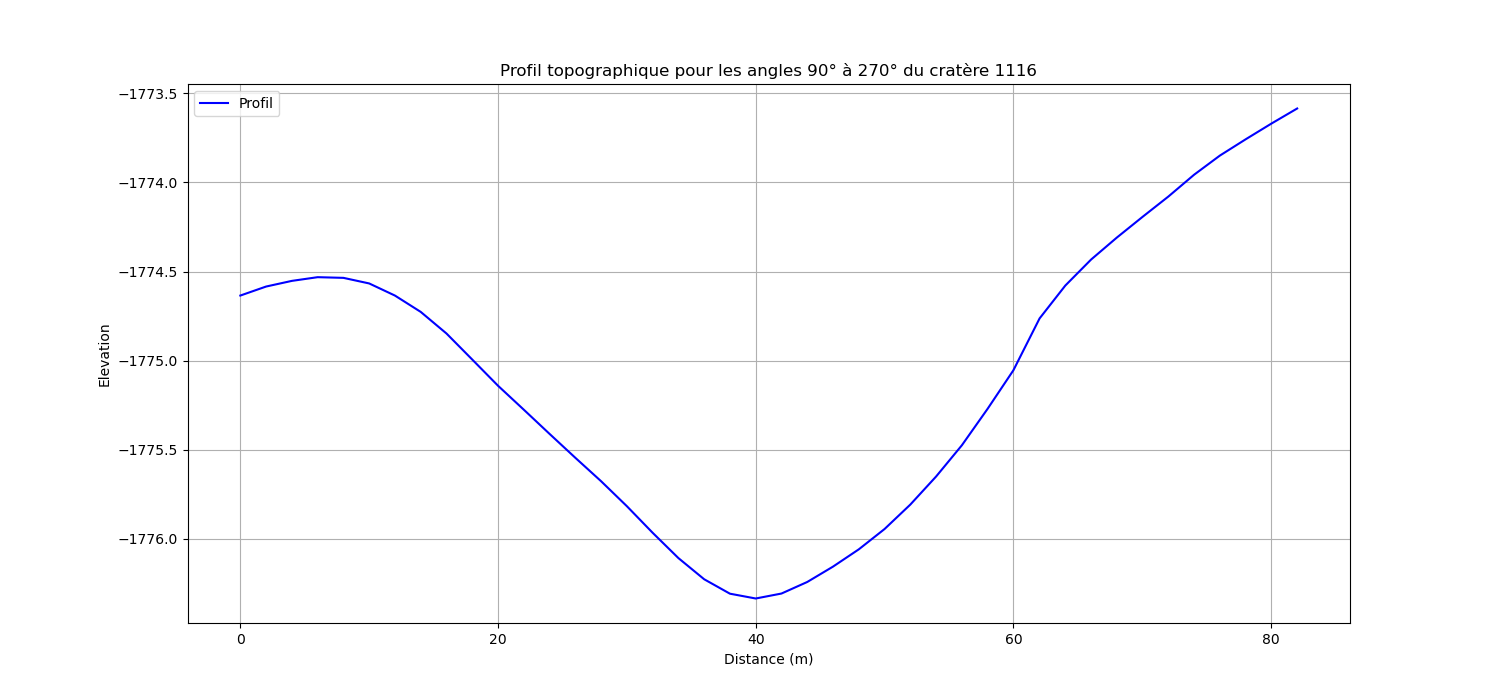 Profil topographique pour les angles 90° à 270° du cratère 1116
Profil
−1773.5
−1774.0
−1774.5
−1775.0
−1775.5
−1776.0
Elevation
0 20 40 60 80
Distance (m)